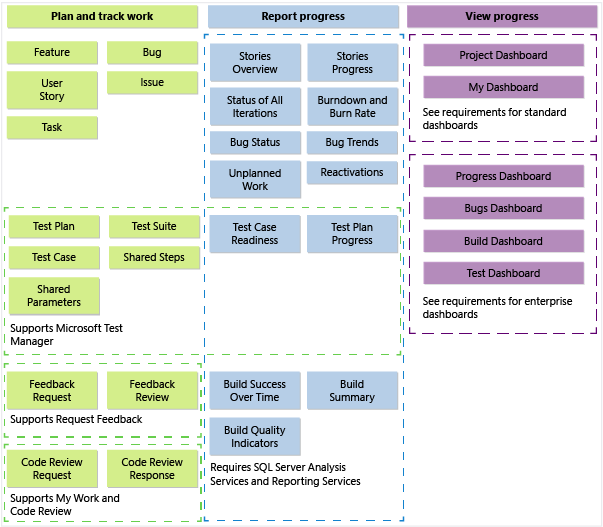 Plan and track work
Feature
Bug
User
Story
Issue
Task
Test Plan
Test Suite
Test Case
Shared Steps
Shared
Parameters
Supports Microsoft Test
Manager
Feedback
Request
Feedback
Review
Supports Request Feedback
Code Review
Request
Code Review
Response
Supports My Work and
Code Review
Report progress
Stories
Overview
Stories
Progress
Status of All
Iterations
Burndown and
Burn Rate
Bug Status
Bug Trends
Unplanned
Work
Reactivations
Test Case
Readiness
Test Plan
Progress
Build Success
Over Time
Build
Summary
Build Quality
Indicators
Requires SQL Server Analysis
Services and Reporting Services
View progress
Project Dashboard
My Dashboard
See requirements for standard
dashboards
Progress Dashboard
Bugs Dashboard
Build Dashboard
Test Dashboard
See requirements for enterprise
dashboards